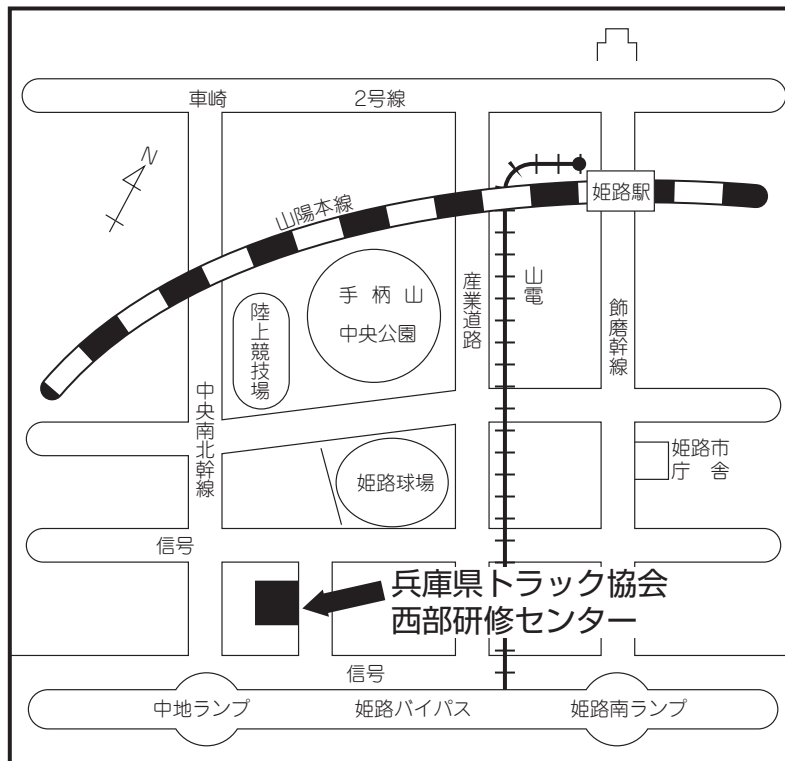 車崎
2号線
N
山陽本線
姫路駅
手柄山
中央公園
陸上競技場
産業道路
山電
飾磨幹線
中央南北幹線
姫路球場
姫路市
庁舎
信号
兵庫県トラック協会
西部研修センター
信号
中地ランプ
姫路バイパス
姫路南ランプ